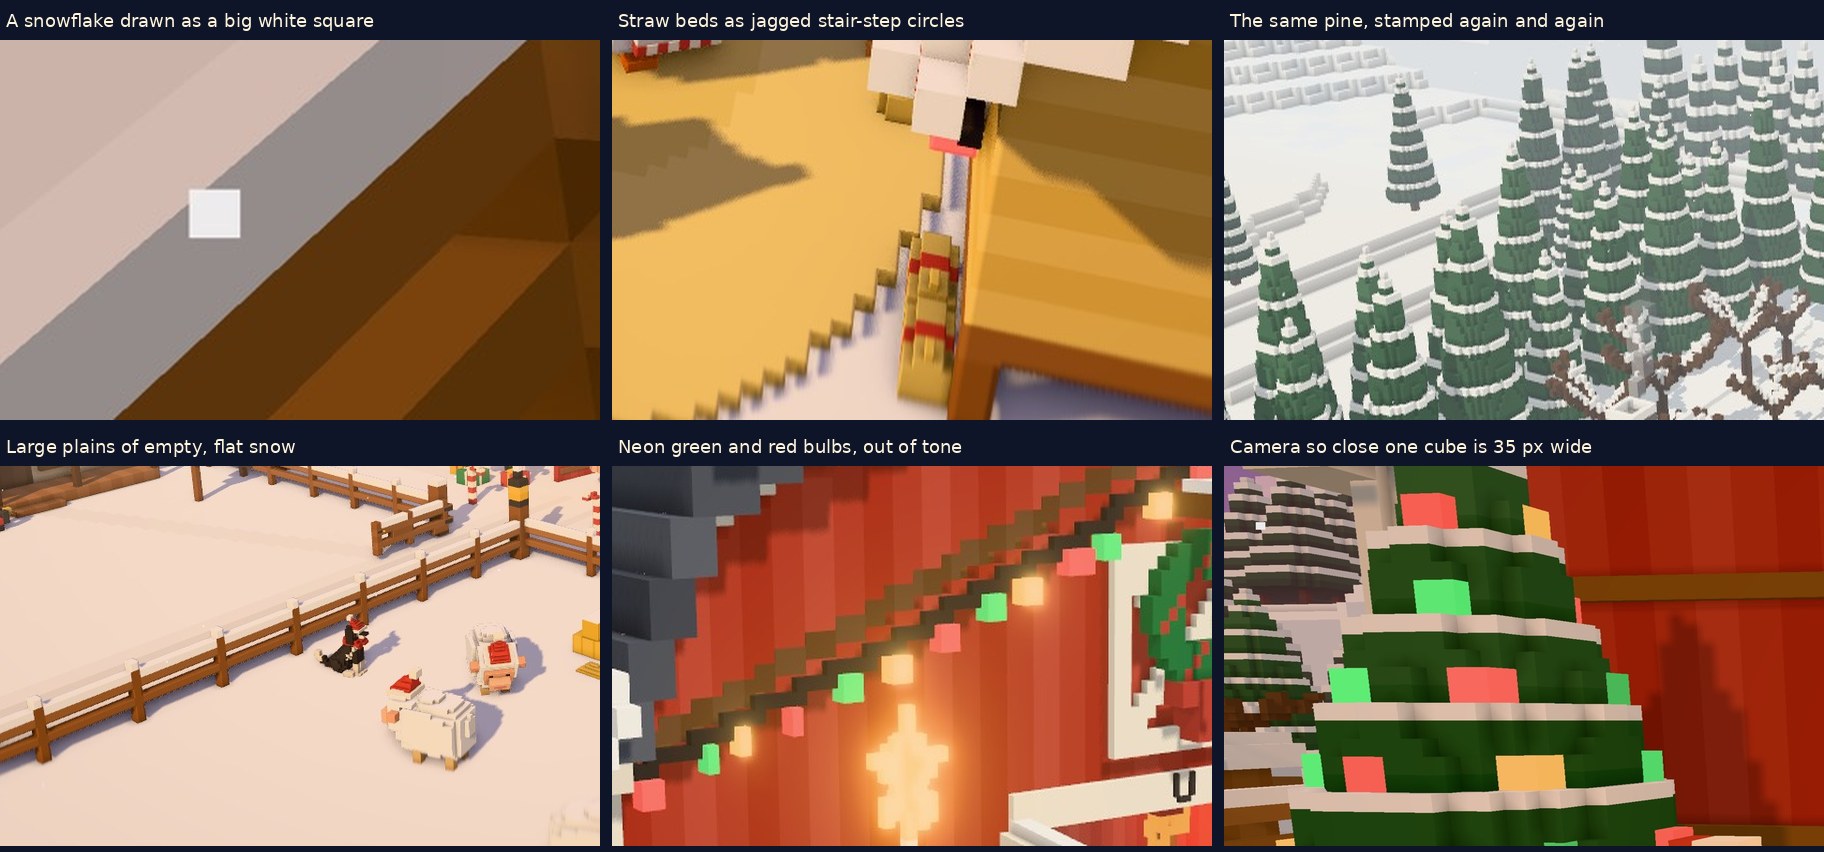 A snowflake drawn as a big white square
Straw beds as jagged stair-step circles
The same pine, stamped again and again
Large plains of empty, flat snow
Neon green and red bulbs, out of tone
Camera so close one cube is 35 px wide
U